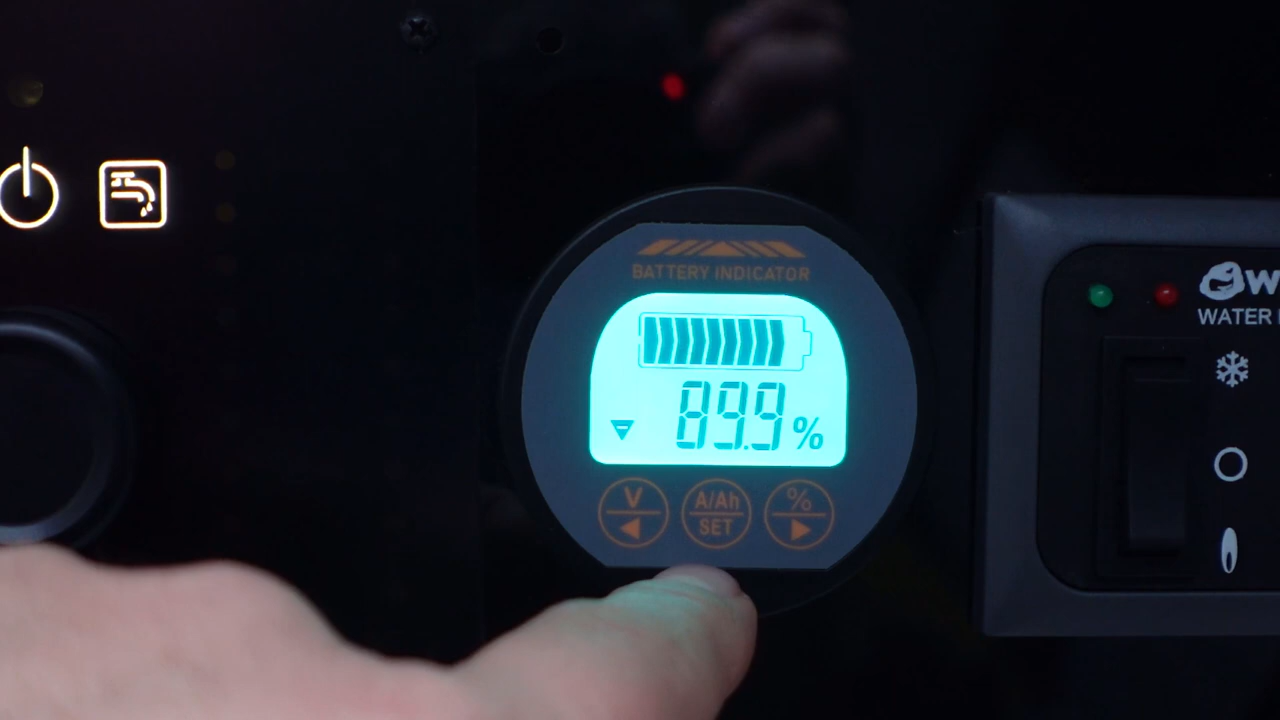 BATTERY INDICATOR
89.9%
V
A/Ah
SET
%
WATER